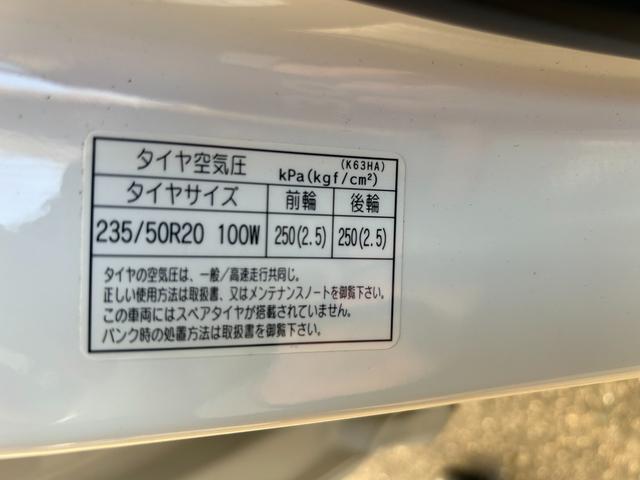 タイヤ空気圧 kPa(kgf/cm²) (K63HA)
タイヤサイズ 前輪 後輪
235/50R20 100W 250(2.5) 250(2.5)
タイヤの空気圧は、一般/高速走行共同じ。
正しい使用方法は取扱書、又はメンテナンスノートを御覧下さい。
この車両にはスペアタイヤが搭載されていません。
パンク時の処置方法は取扱書を御覧下さい。